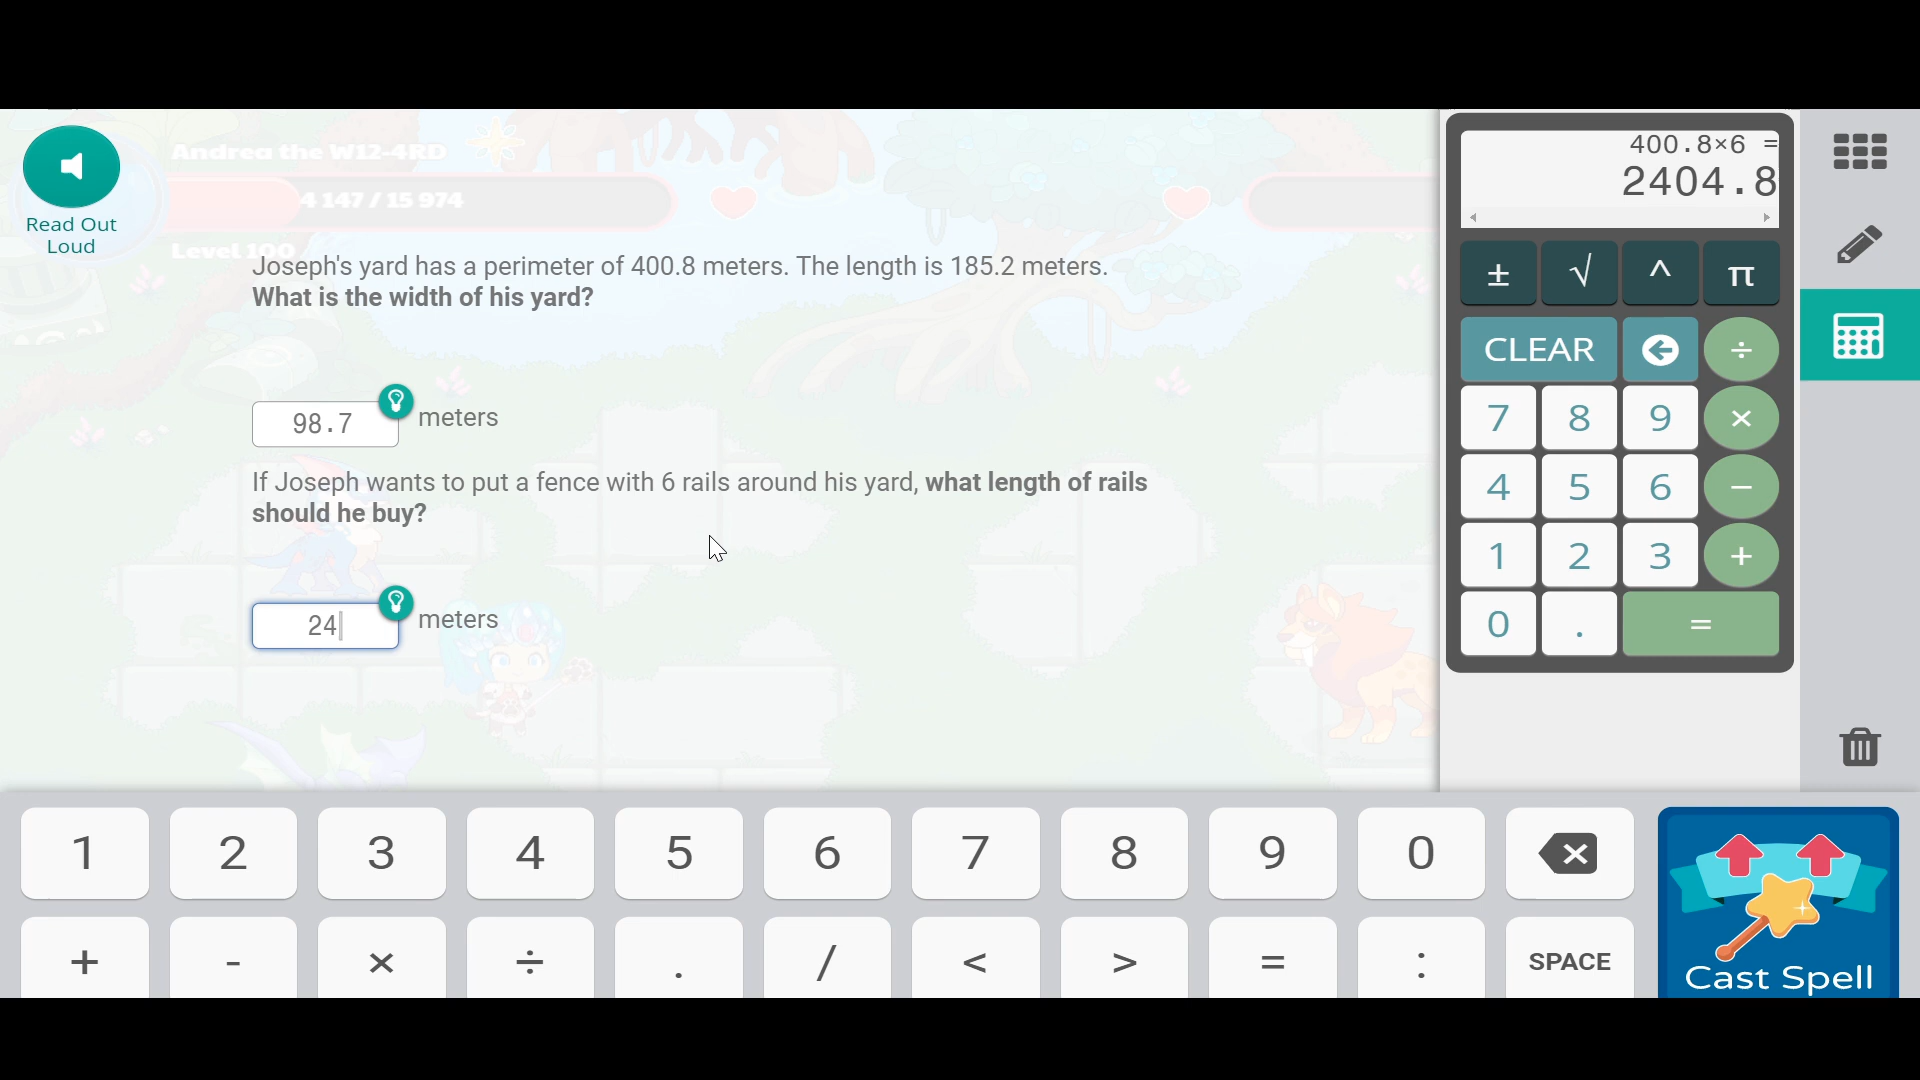 Read Out
Loud
Andrea the W12-4RD
4 147 / 15 974
Level 100
Joseph's yard has a perimeter of 400.8 meters. The length is 185.2 meters.
What is the width of his yard?
98.7 meters
If Joseph wants to put a fence with 6 rails around his yard, what length of rails
should he buy?
24 meters
400.8×6 =
2404.8
± √ ^ π
CLEAR ÷
7 8 9 ×
4 5 6 −
1 2 3 +
0 . =
1 2 3 4 5 6 7 8 9 0
+ - × ÷ . / < > = : SPACE
Cast Spell